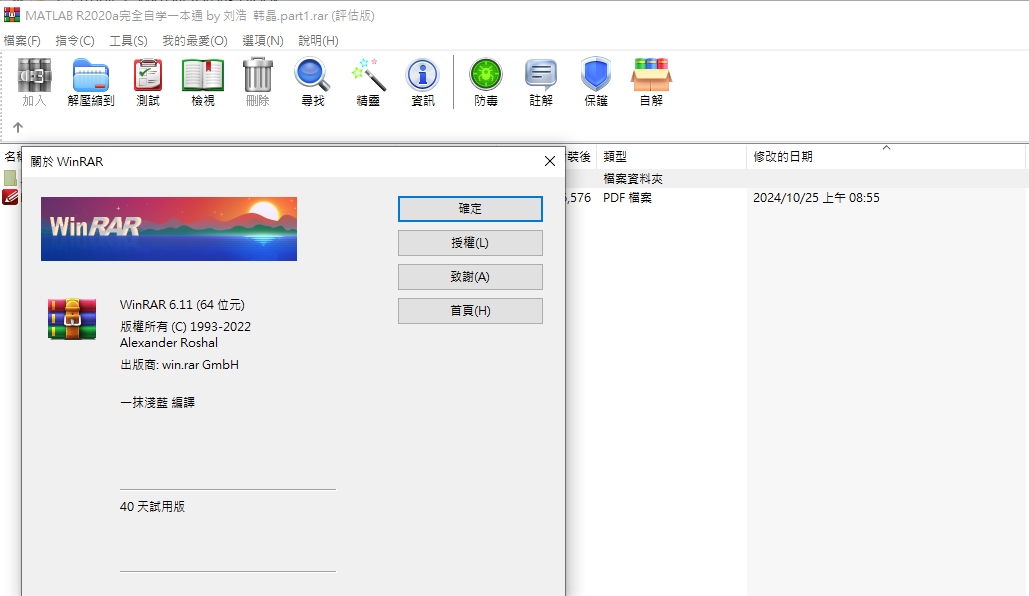 MATLAB R2020a完全自学一本通 by 刘浩 韩晶.part1.rar (評估版)
檔案(F) 指令(C) 工具(S) 我的最愛(O) 選項(N) 說明(H)
加入 解壓縮到 測試 檢視 刪除 尋找 精靈 資訊 防毒 註解 保護 自解
裝後 類型 修改的日期
檔案資料夾
,576 PDF 檔案 2024/10/25 上午 08:55
關於 WinRAR
WinRAR
確定
授權(L)
致謝(A)
首頁(H)
WinRAR 6.11 (64 位元)
版權所有 (C) 1993-2022
Alexander Roshal
出版商: win.rar GmbH
一抹淺藍 編譯
40 天試用版